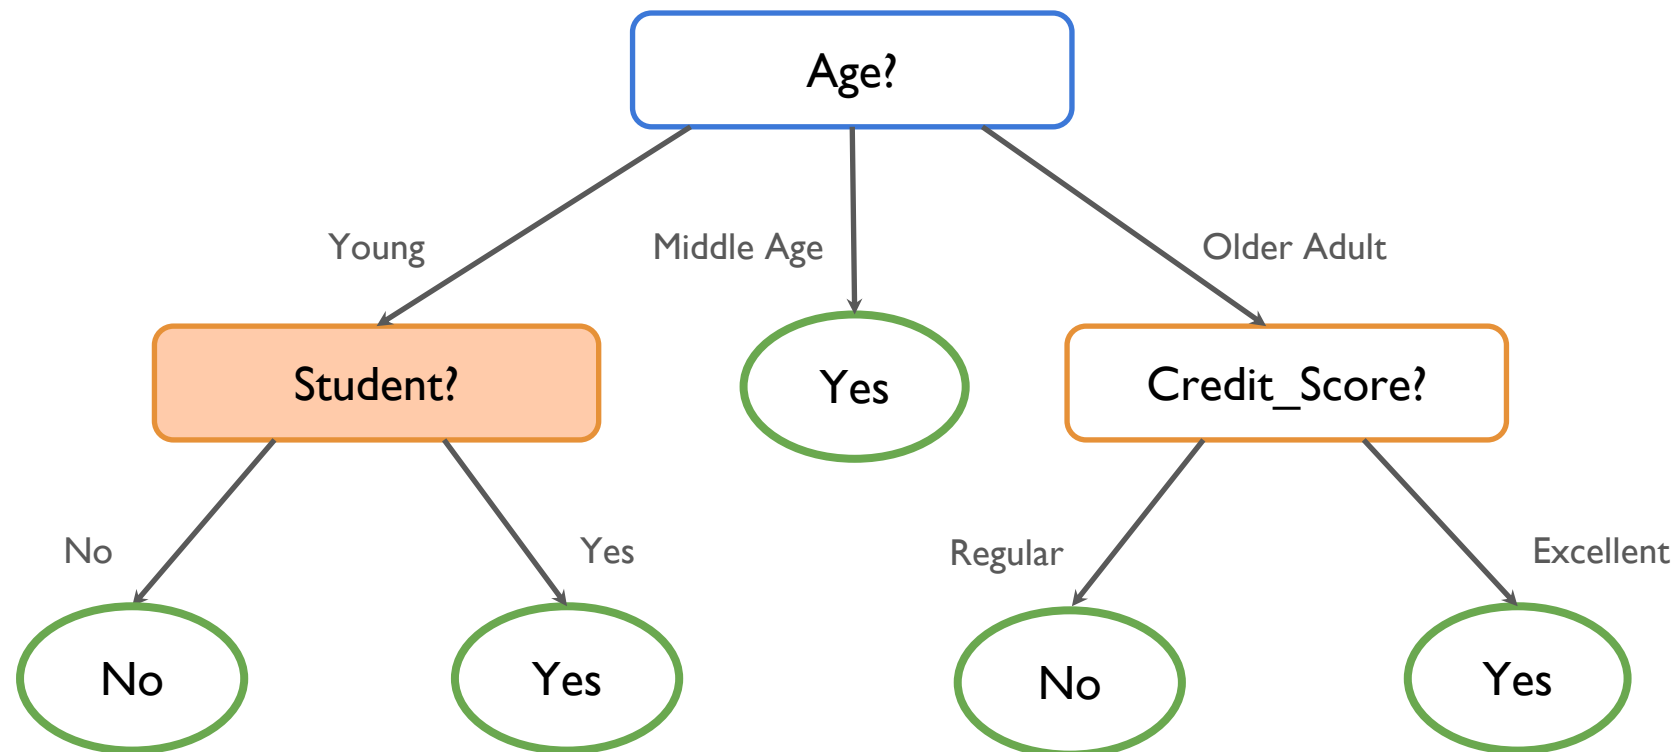 Age?
Young
Middle Age
Older Adult
Student?
Yes
Credit_Score?
No
Yes
Regular
Excellent
No
Yes
No
Yes